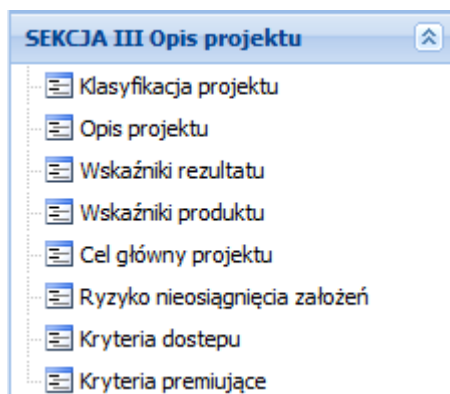 SEKCJA III Opis projektu
Klasyfikacja projektu
Opis projektu
Wskaźniki rezultatu
Wskaźniki produktu
Cel główny projektu
Ryzyko nieosiągnięcia założeń
Kryteria dostepu
Kryteria premiujące